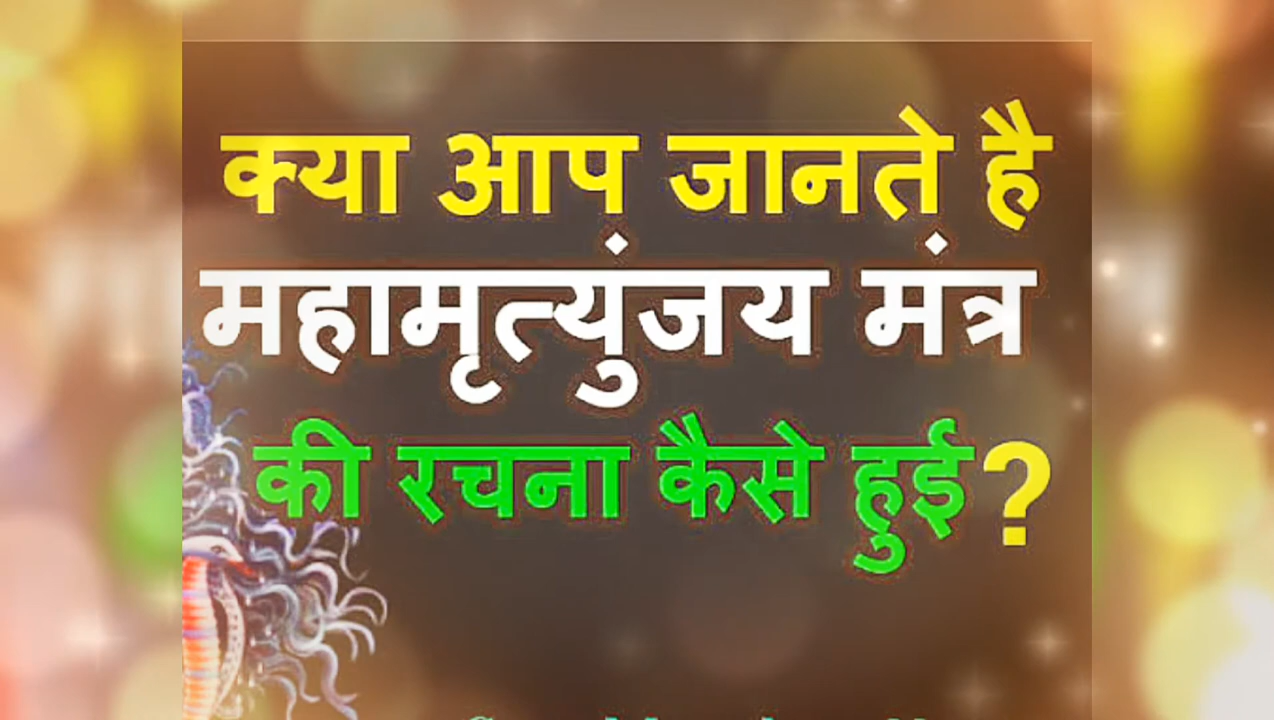 क्या आप जानते है
महामृत्युंजय मंत्र
की रचना कैसे हुई?